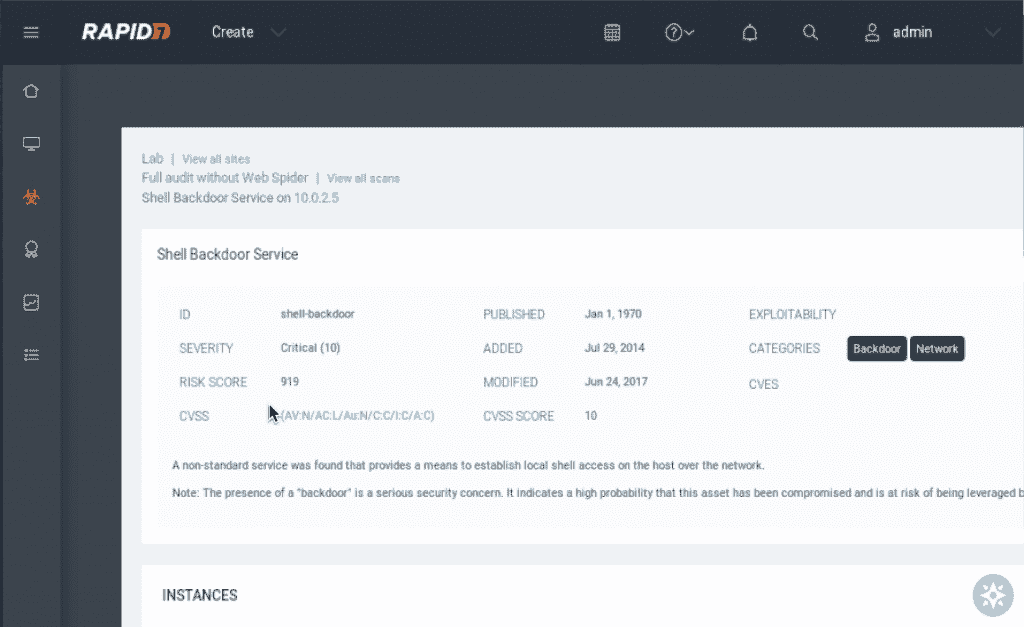 RAPID7 Create admin
Lab | View all sites
Full audit without Web Spider | View all scans
Shell Backdoor Service on 10.0.2.5
Shell Backdoor Service
ID shell-backdoor PUBLISHED Jan 1, 1970 EXPLOITABILITY
SEVERITY Critical (10) ADDED Jul 29, 2014 CATEGORIES Backdoor Network
RISK SCORE 919 MODIFIED Jun 24, 2017 CVES
CVSS (AV:N/AC:L/Au:N/C:C/I:C/A:C) CVSS SCORE 10
A non-standard service was found that provides a means to establish local shell access on the host over the network.
Note: The presence of a "backdoor" is a serious security concern. It indicates a high probability that this asset has been compromised and is at risk of being leveraged b
INSTANCES